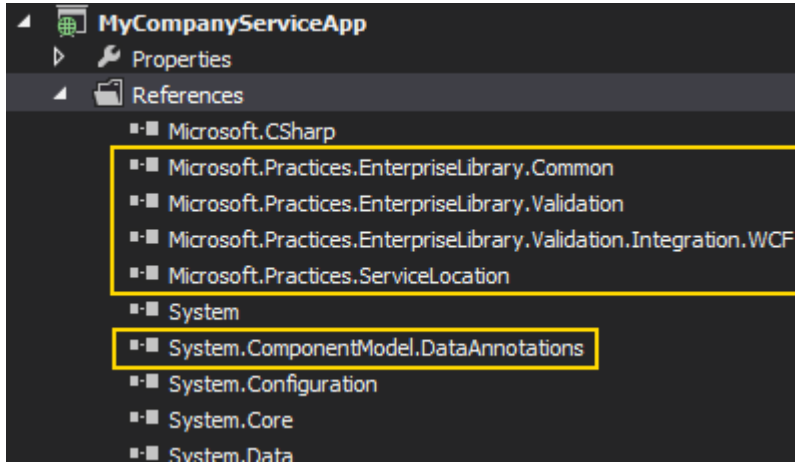 MyCompanyServiceApp
Properties
References
Microsoft.CSharp
Microsoft.Practices.EnterpriseLibrary.Common
Microsoft.Practices.EnterpriseLibrary.Validation
Microsoft.Practices.EnterpriseLibrary.Validation.Integration.WCF
Microsoft.Practices.ServiceLocation
System
System.ComponentModel.DataAnnotations
System.Configuration
System.Core
System.Data